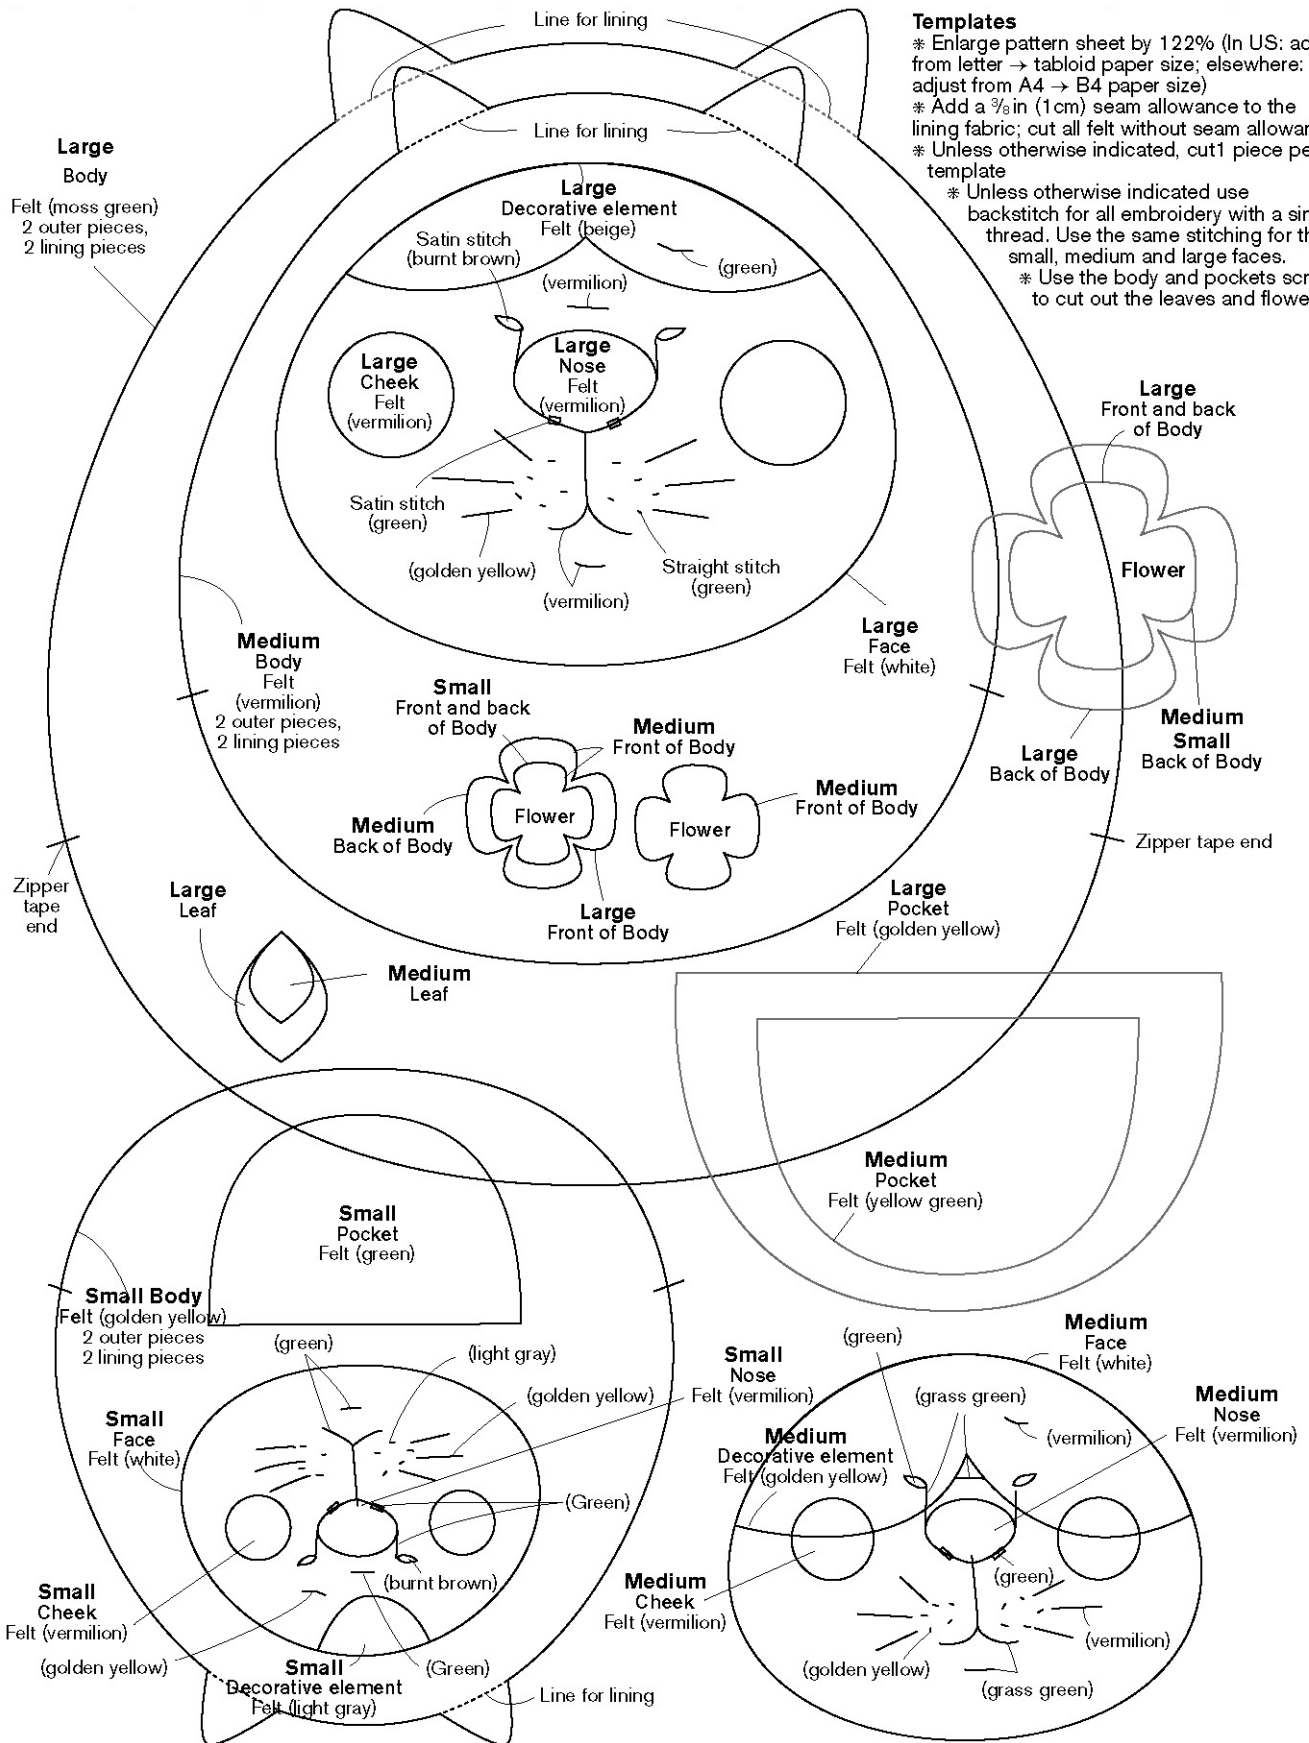 Templates
* Enlarge pattern sheet by 122% (In US:
from letter → tabloid paper size; elsewhere:
adjust from A4 → B4 paper size)
* Add a ⅜ in (1cm) seam allowance to the
lining fabric; cut all felt without seam
* Unless otherwise indicated, cut1 piece
template
* Unless otherwise indicated use
backstitch for all embroidery with a
thread. Use the same stitching for
small, medium and large faces.
* Use the body and pockets
to cut out the leaves and
Line for lining
Line for lining
Large
Body
Felt (moss green)
2 outer pieces,
2 lining pieces
Large
Decorative element
Felt (beige)
Satin stitch
(burnt brown)
(green)
(vermilion)
Large
Cheek
Felt
(vermilion)
Large
Nose
Felt
(vermilion)
Satin stitch
(green)
(golden yellow)
(vermilion)
Straight stitch
(green)
Large
Front and back
of Body
Flower
Large
Face
Felt (white)
Medium
Body
Felt
(vermilion)
2 outer pieces,
2 lining pieces
Small
Front and back
of Body
Medium
Front of Body
Medium
Small
Back of Body
Large
Back of Body
Medium
Front of Body
Flower
Flower
Medium
Back of Body
Zipper tape end
Zipper
tape
end
Large
Leaf
Large
Front of Body
Large
Pocket
Felt (golden yellow)
Medium
Leaf
Medium
Pocket
Felt (yellow green)
Small
Pocket
Felt (green)
Small Body
Felt (golden yellow)
2 outer pieces
2 lining pieces
(green)
(light gray)
(golden yellow)
Small
Nose
Felt (vermilion)
Small
Face
Felt (white)
(Green)
(burnt brown)
Small
Cheek
Felt (vermilion)
(golden yellow)
Small
Decorative element
Felt (light gray)
(Green)
Line for lining
(green)
Medium
Face
Felt (white)
(grass green)
(vermilion)
Medium
Nose
Felt (vermilion)
Medium
Decorative element
Felt (golden yellow)
Medium
Cheek
Felt (vermilion)
(green)
(vermilion)
(golden yellow)
(grass green)